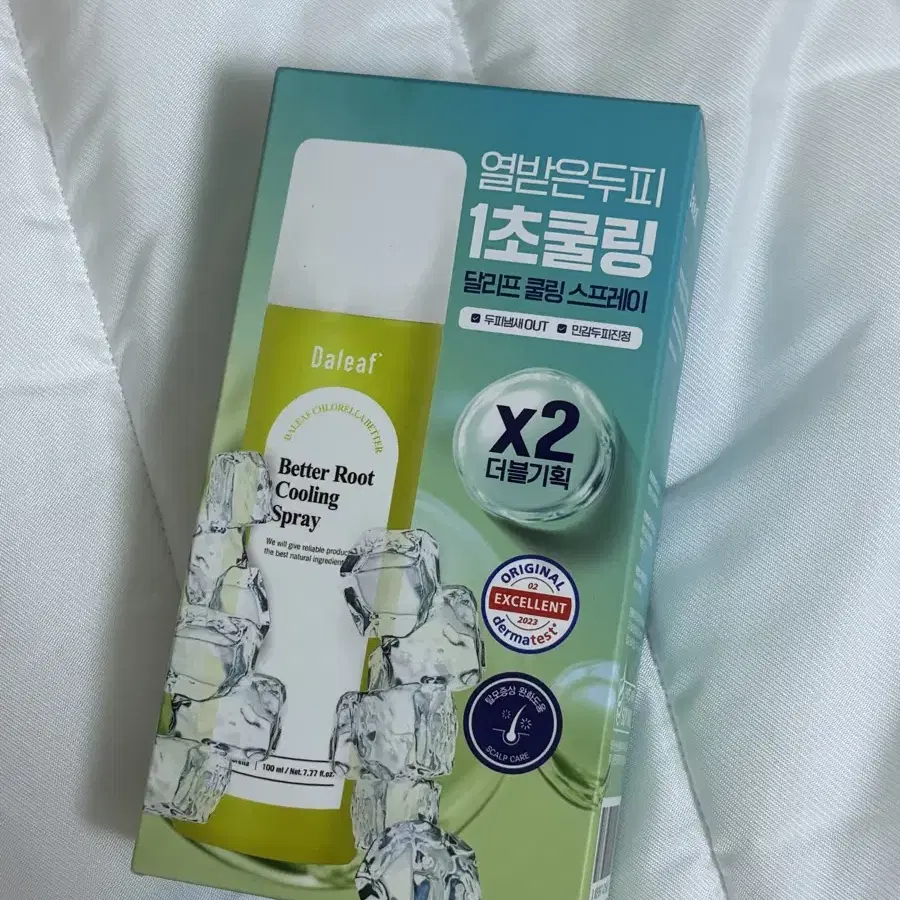 열받은두피
1초쿨링
달리프 쿨링 스프레이
두피냄새 OUT 민감두피진정
Daleaf
DALEAF CHLORELLA BETTER
Better Root
Cooling
Spray
We will give reliable product
the best natural ingredient
x2
더블기획
ORIGINAL
02
EXCELLENT
2023
dermatest
탈모증상 완화도움
SCALP CARE
100 ml / Net.7.77 fl.oz.